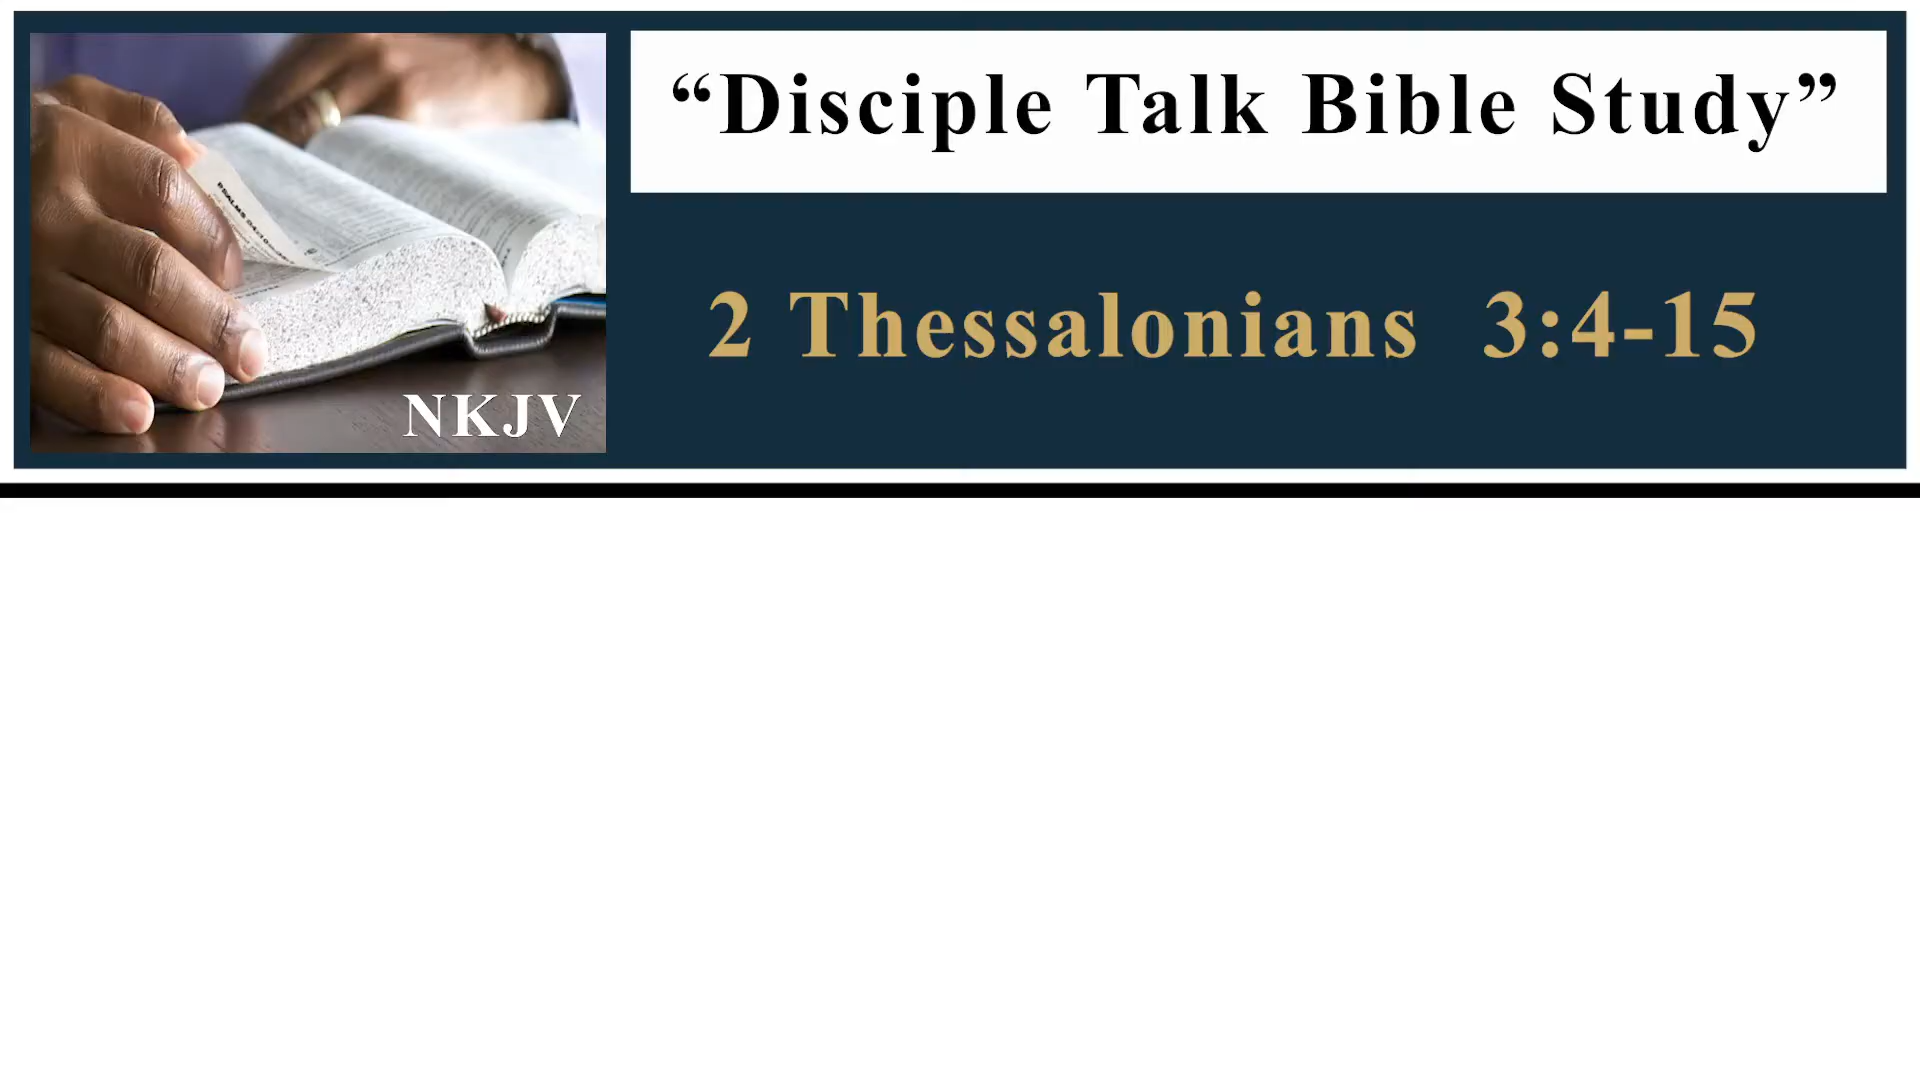 “Disciple Talk Bible Study”
2 Thessalonians 3:4-15
NKJV